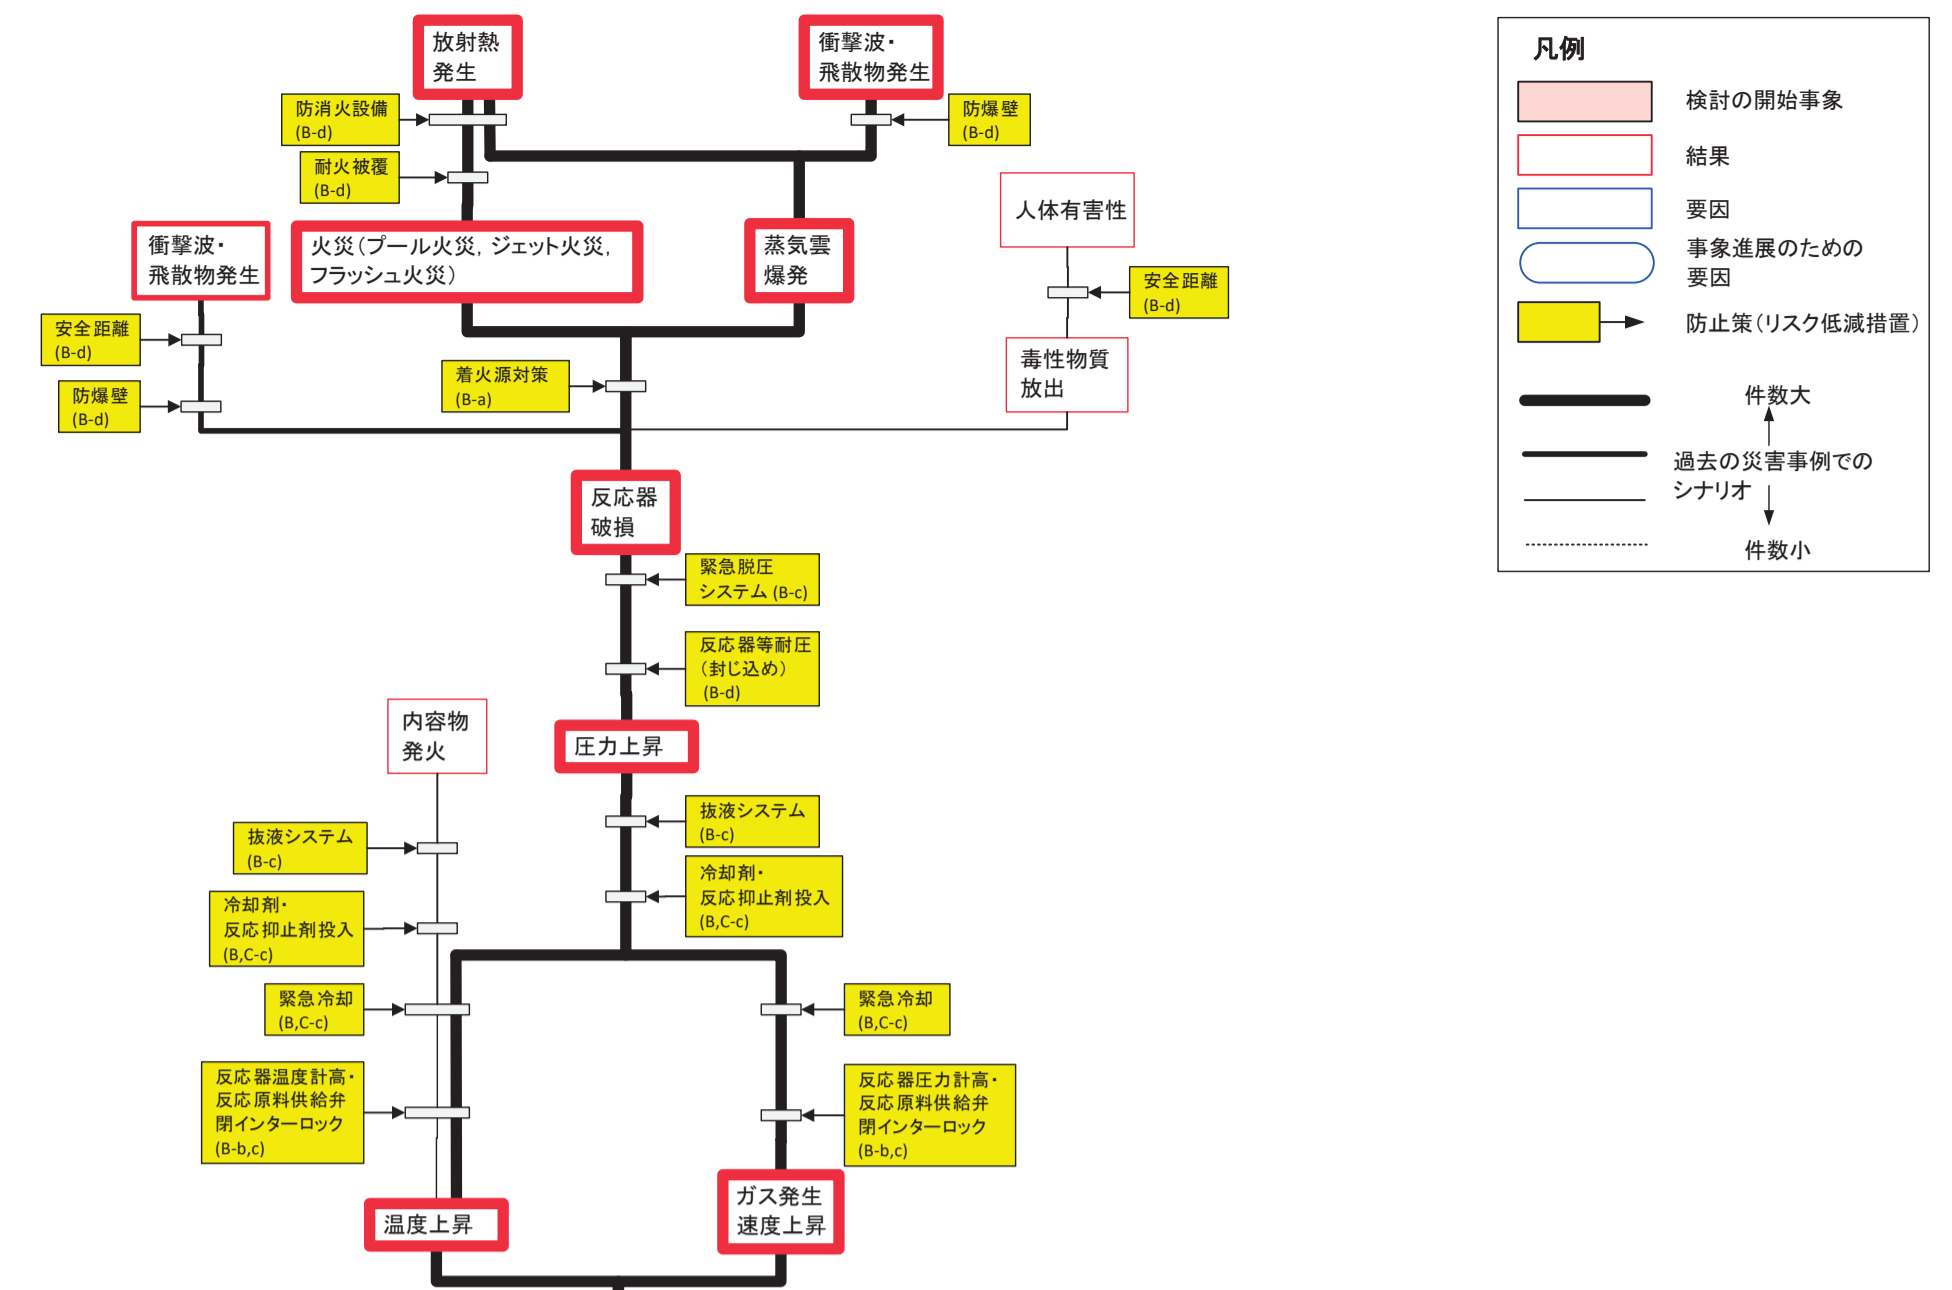 放射熱
発生
衝撃波・
飛散物発生
防消火設備
(B-d)
防爆壁
(B-d)
耐火被覆
(B-d)
人体有害性
衝撃波・
飛散物発生
火災(プール火災, ジェット火災,
フラッシュ火災)
蒸気雲
爆発
安全距離
(B-d)
安全距離
(B-d)
防爆壁
(B-d)
着火源対策
(B-a)
毒性物質
放出
反応器
破損
緊急脱圧
システム (B-c)
反応器等耐圧
(封じ込め)
(B-d)
内容物
発火
圧力上昇
抜液システム
(B-c)
抜液システム
(B-c)
冷却剤・
反応抑止剤投入
(B,C-c)
冷却剤・
反応抑止剤投入
(B,C-c)
緊急冷却
(B,C-c)
緊急冷却
(B,C-c)
反応器温度計高・
反応原料供給弁
閉インターロック
(B-b,c)
反応器圧力計高・
反応原料供給弁
閉インターロック
(B-b,c)
温度上昇
ガス発生
速度上昇
凡例
検討の開始事象
結果
要因
事象進展のための
要因
防止策(リスク低減措置)
件数大
過去の災害事例での
シナリオ
件数小